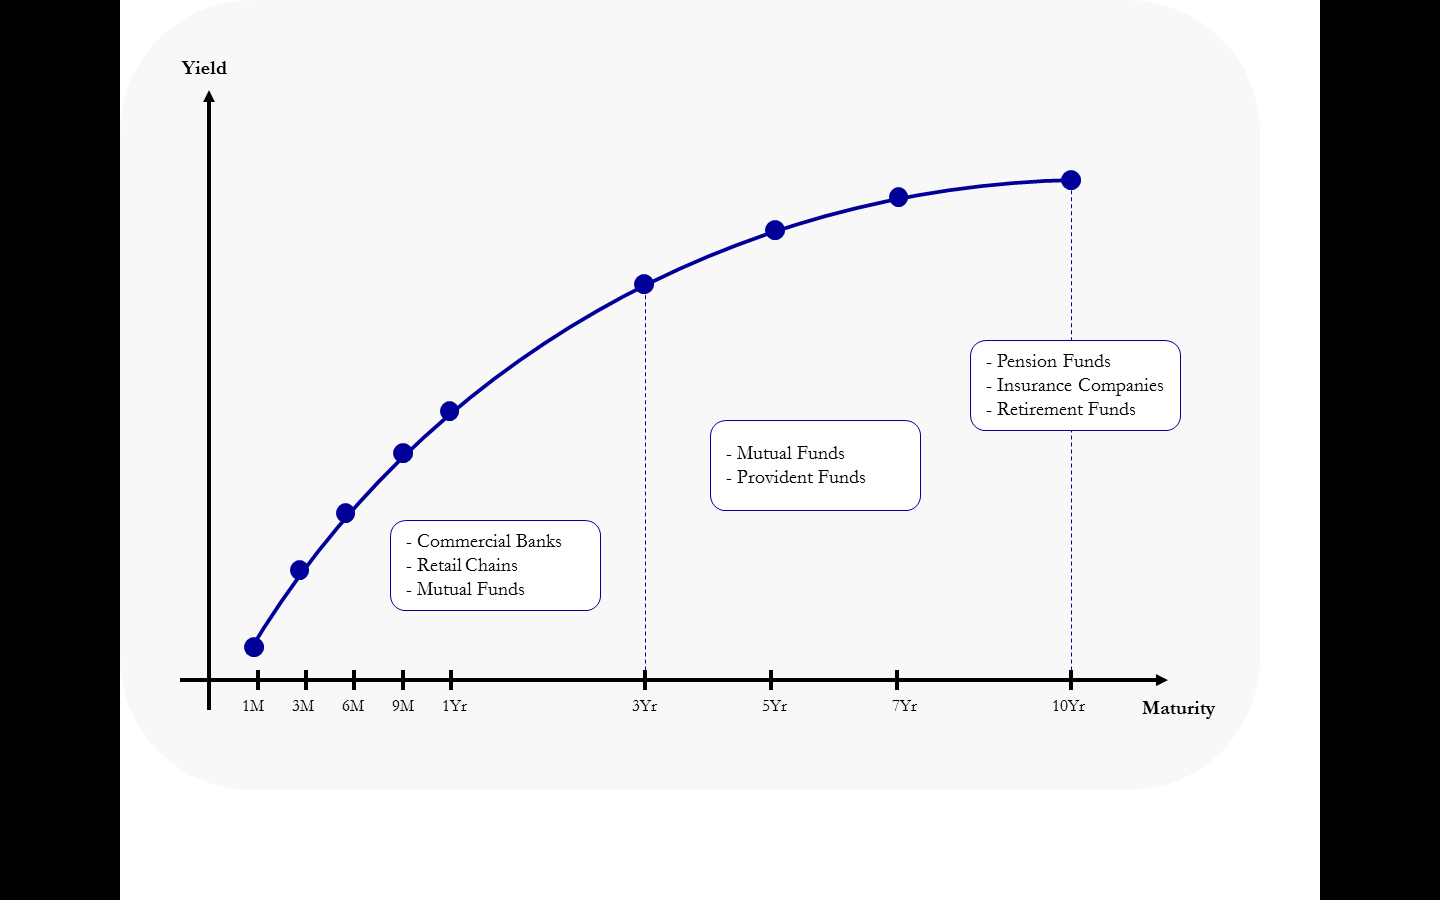 Yield
- Pension Funds
- Insurance Companies
- Retirement Funds
- Mutual Funds
- Provident Funds
- Commercial Banks
- Retail Chains
- Mutual Funds
1M 3M 6M 9M 1Yr 3Yr 5Yr 7Yr 10Yr
Maturity